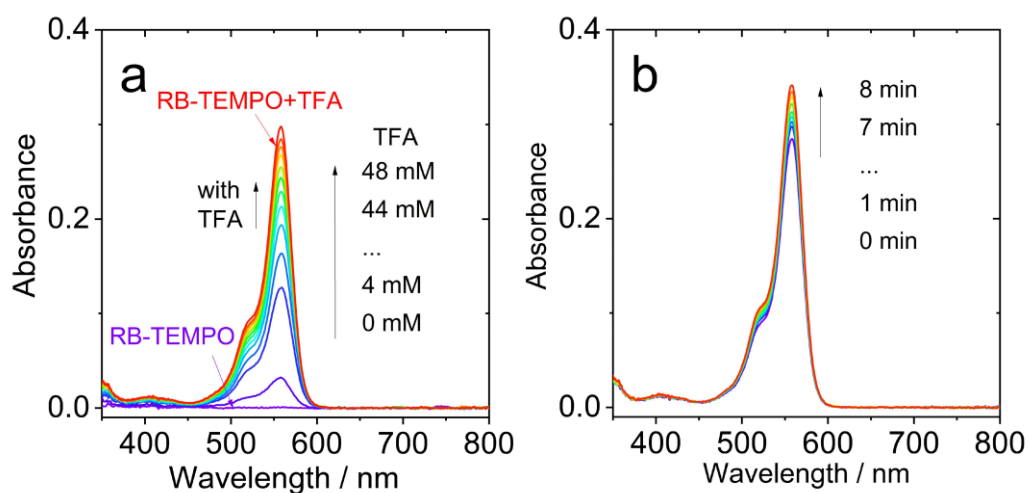 a
RB-TEMPO+TFA
with
TFA
TFA
48 mM
44 mM
...
4 mM
0 mM
RB-TEMPO
Absorbance
0.4
0.2
0.0
400 500 600 700 800
Wavelength / nm
b
8 min
7 min
...
1 min
0 min
Absorbance
0.4
0.2
0.0
400 500 600 700 800
Wavelength / nm